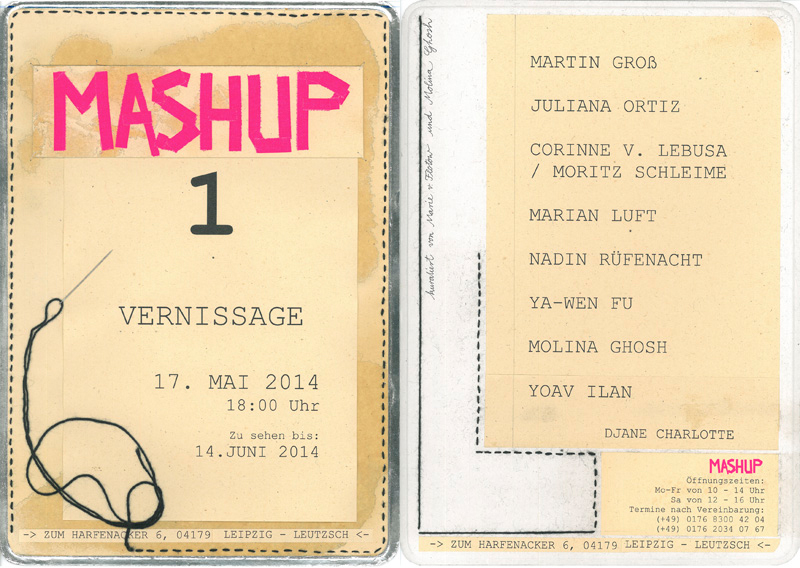 MASHUP
1
VERNISSAGE
17. MAI 2014
18:00 Uhr
Zu sehen bis:
14.JUNI 2014
-> ZUM HARFENACKER 6, 04179 LEIPZIG - LEUTZSCH <-
kuratiert von Marie v Flotow und Molina Ghosh
MARTIN GROß
JULIANA ORTIZ
CORINNE V. LEBUSA
/ MORITZ SCHLEIME
MARIAN LUFT
NADIN RÜFENACHT
YA-WEN FU
MOLINA GHOSH
YOAV ILAN
DJANE CHARLOTTE
MASHUP
Öffnungszeiten:
Mo-Fr von 10 - 14 Uhr
Sa von 12 - 16 Uhr
Termine nach Vereinbarung:
(+49) 0176 8300 42 04
(+49) 0176 2034 07 67
-> ZUM HARFENACKER 6, 04179 LEIPZIG - LEUTZSCH <-